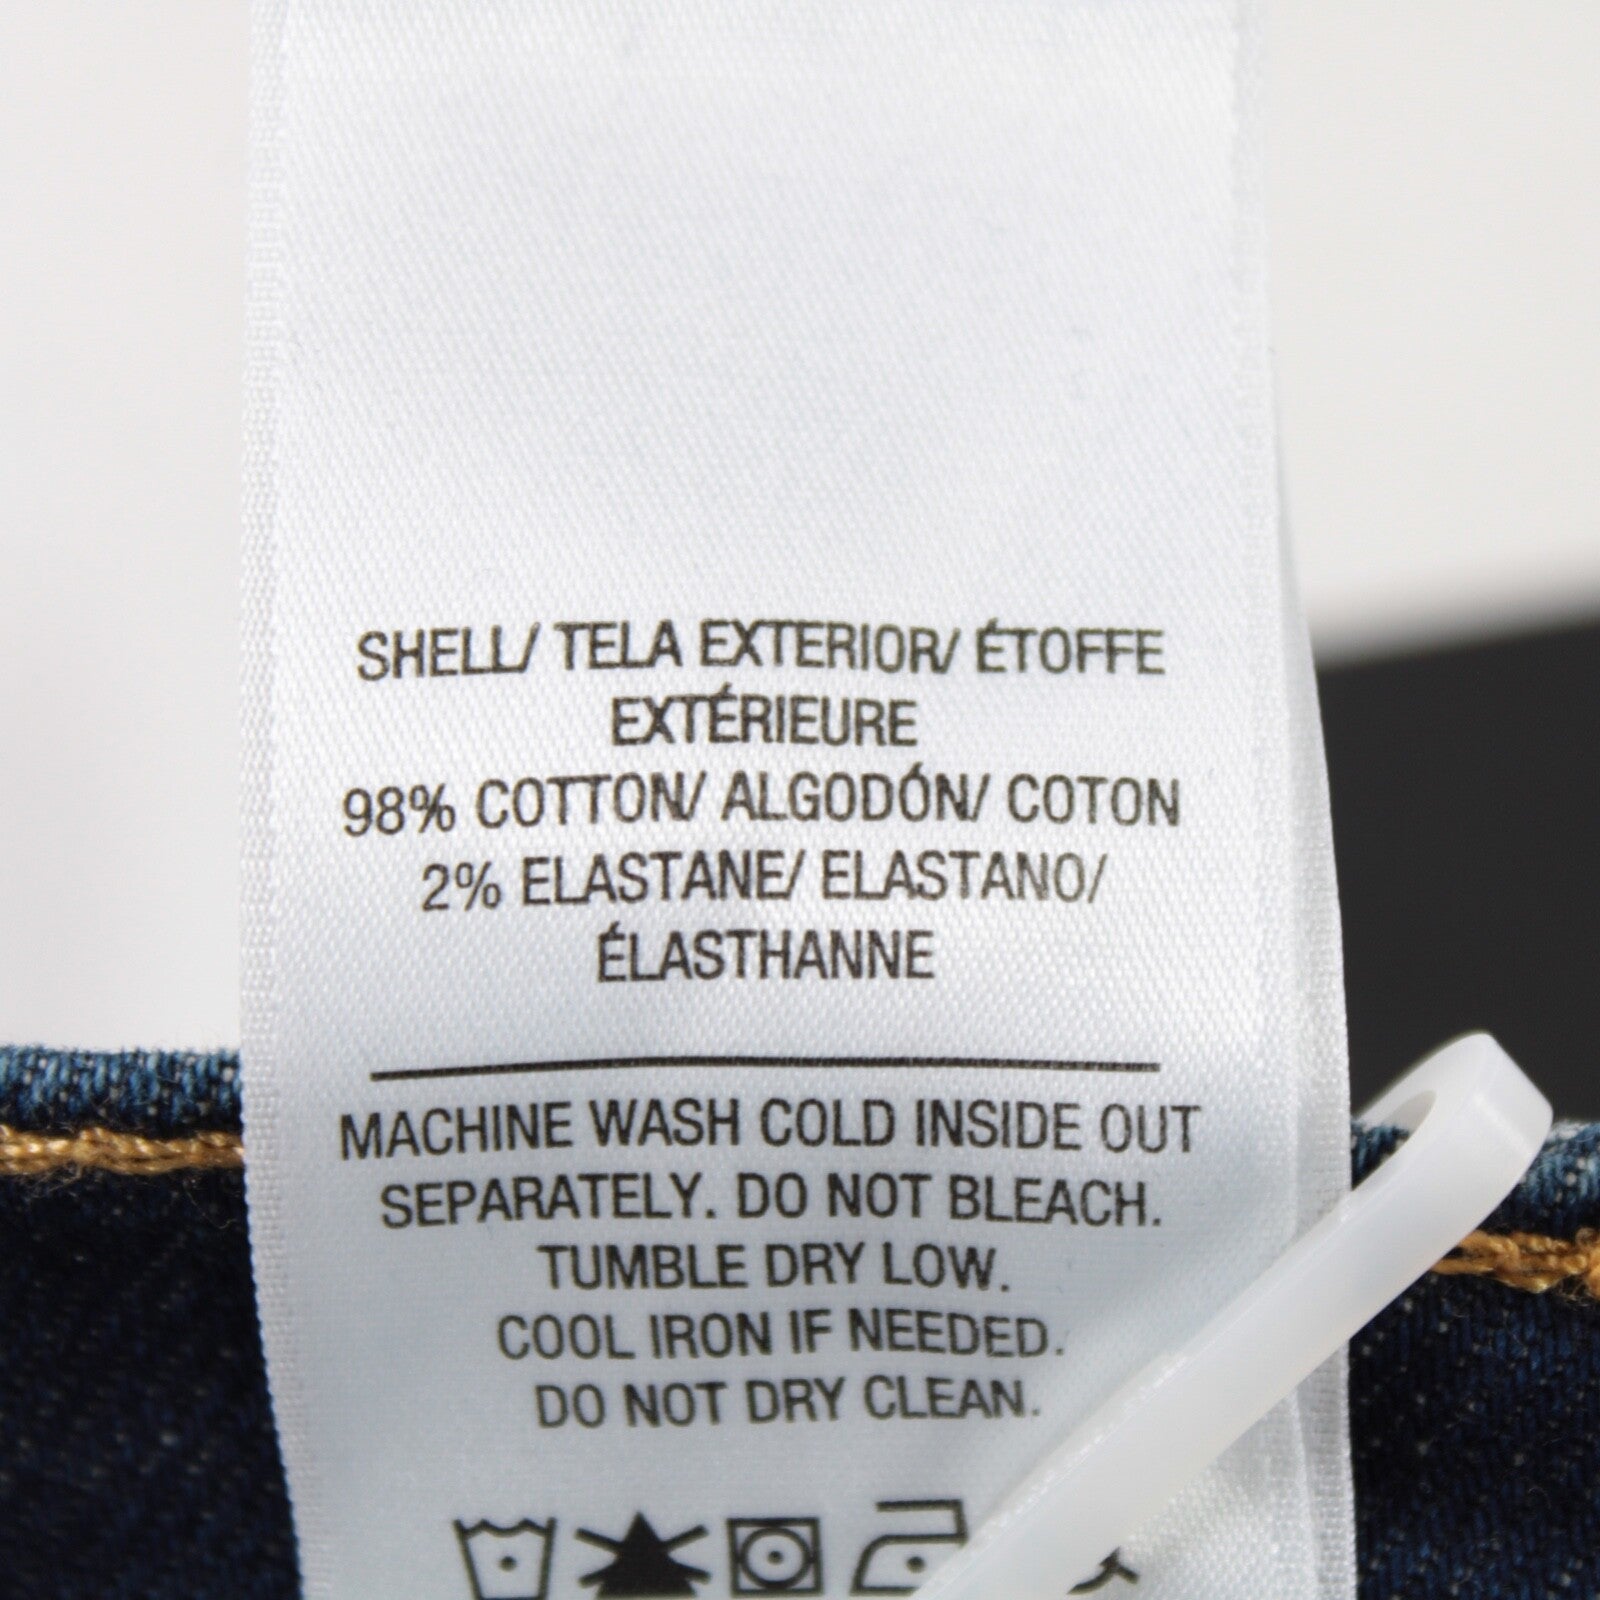 SHELL/ TELA EXTERIOR/ ÉTOFFE
EXTÉRIEURE
98% COTTON/ ALGODÓN/ COTON
2% ELASTANE/ ELASTANO/
ÉLASTHANNE
MACHINE WASH COLD INSIDE OUT
SEPARATELY. DO NOT BLEACH.
TUMBLE DRY LOW.
COOL IRON IF NEEDED.
DO NOT DRY CLEAN.